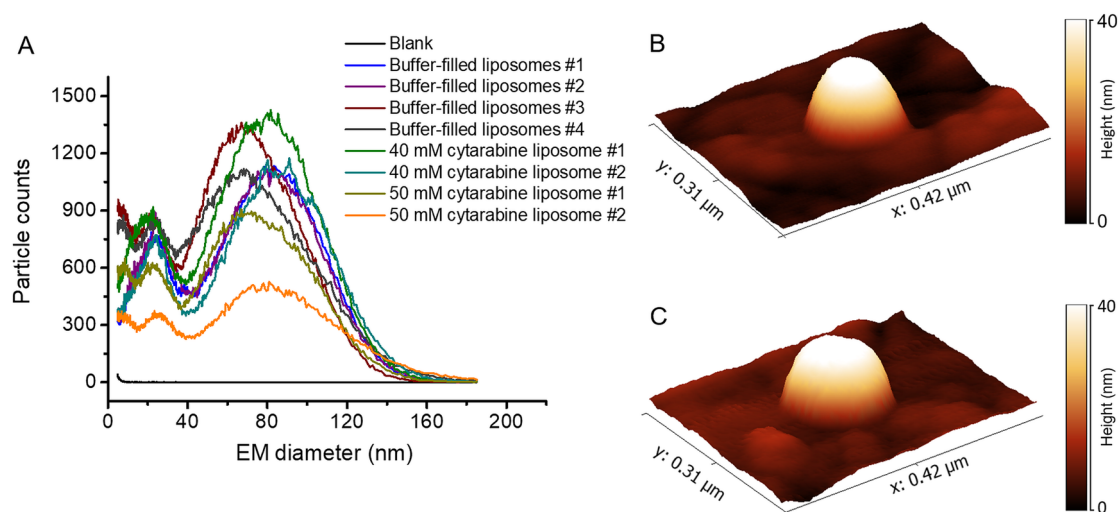 A
Blank
Buffer-filled liposomes #1
Buffer-filled liposomes #2
Buffer-filled liposomes #3
Buffer-filled liposomes #4
40 mM cytarabine liposome #1
40 mM cytarabine liposome #2
50 mM cytarabine liposome #1
50 mM cytarabine liposome #2
Particle counts
1500
1200
900
600
300
0
0
40
80
120
160
200
EM diameter (nm)
B
y: 0.31 µm
x: 0.42 µm
40
Height (nm)
0
C
y: 0.31 µm
x: 0.42 µm
40
Height (nm)
0